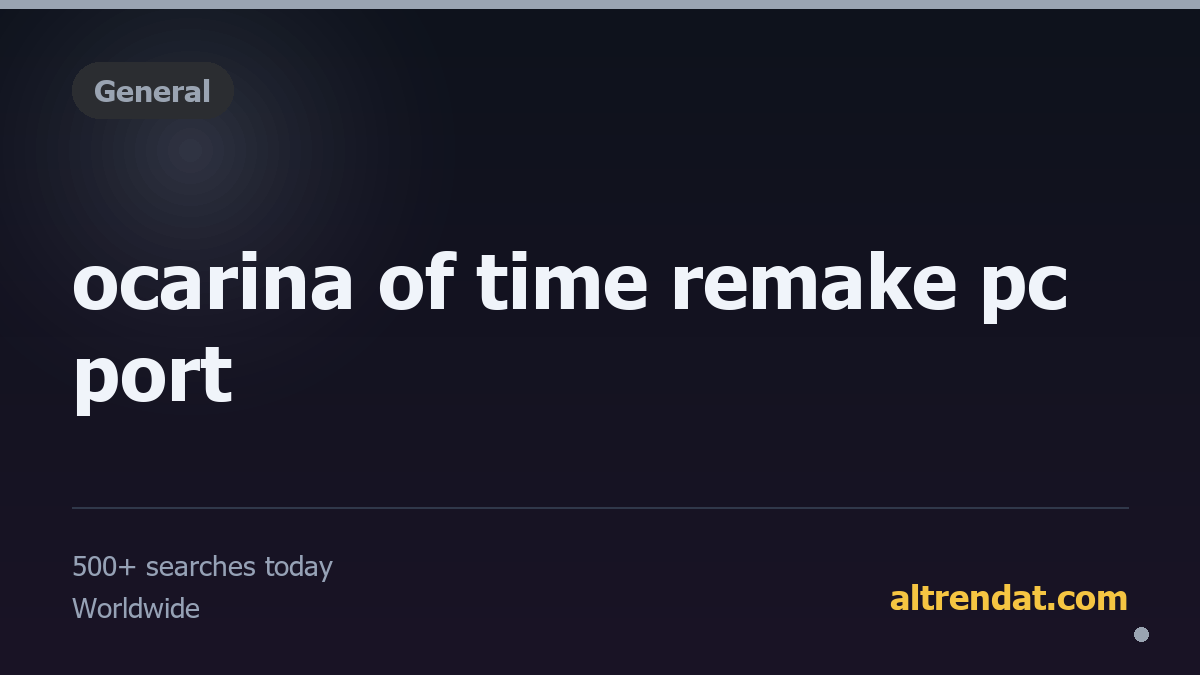 General
ocarina of time remake pc
port
500+ searches today
Worldwide
altrendat.com